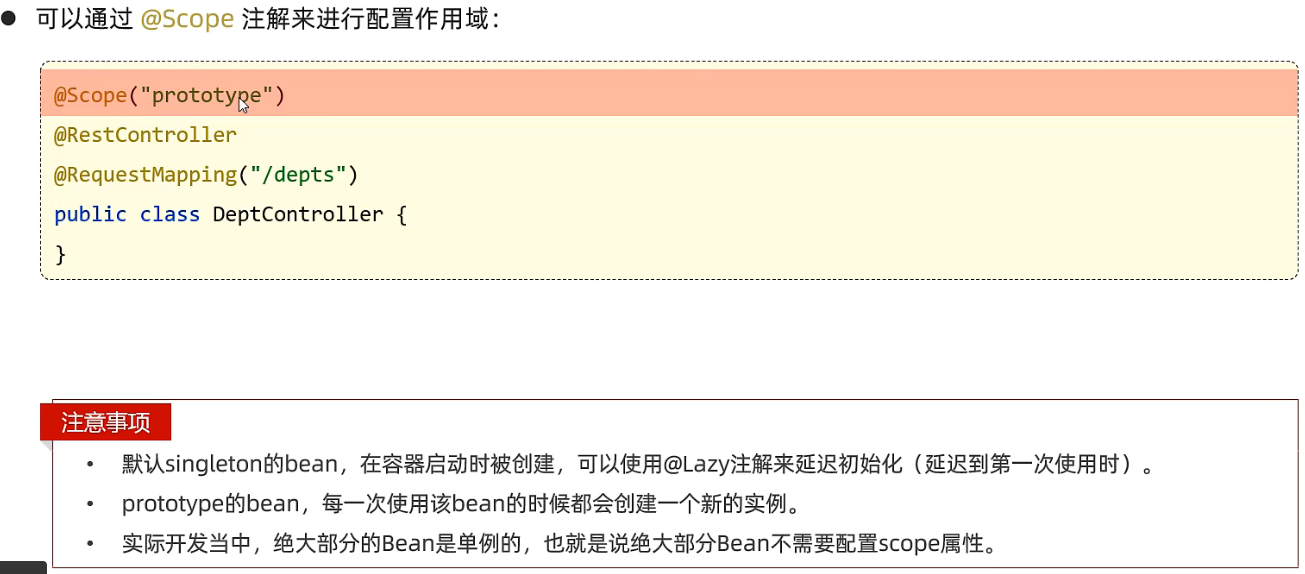 ● 可以通过 @Scope 注解来进行配置作用域：
@Scope("prototype")
@RestController
@RequestMapping("/depts")
public class DeptController {
}
注意事项
• 默认singleton的bean，在容器启动时被创建，可以使用@Lazy注解来延迟初始化（延迟到第一次使用时）。
• prototype的bean，每一次使用该bean的时候都会创建一个新的实例。
• 实际开发当中，绝大部分的Bean是单例的，也就是说绝大部分Bean不需要配置scope属性。